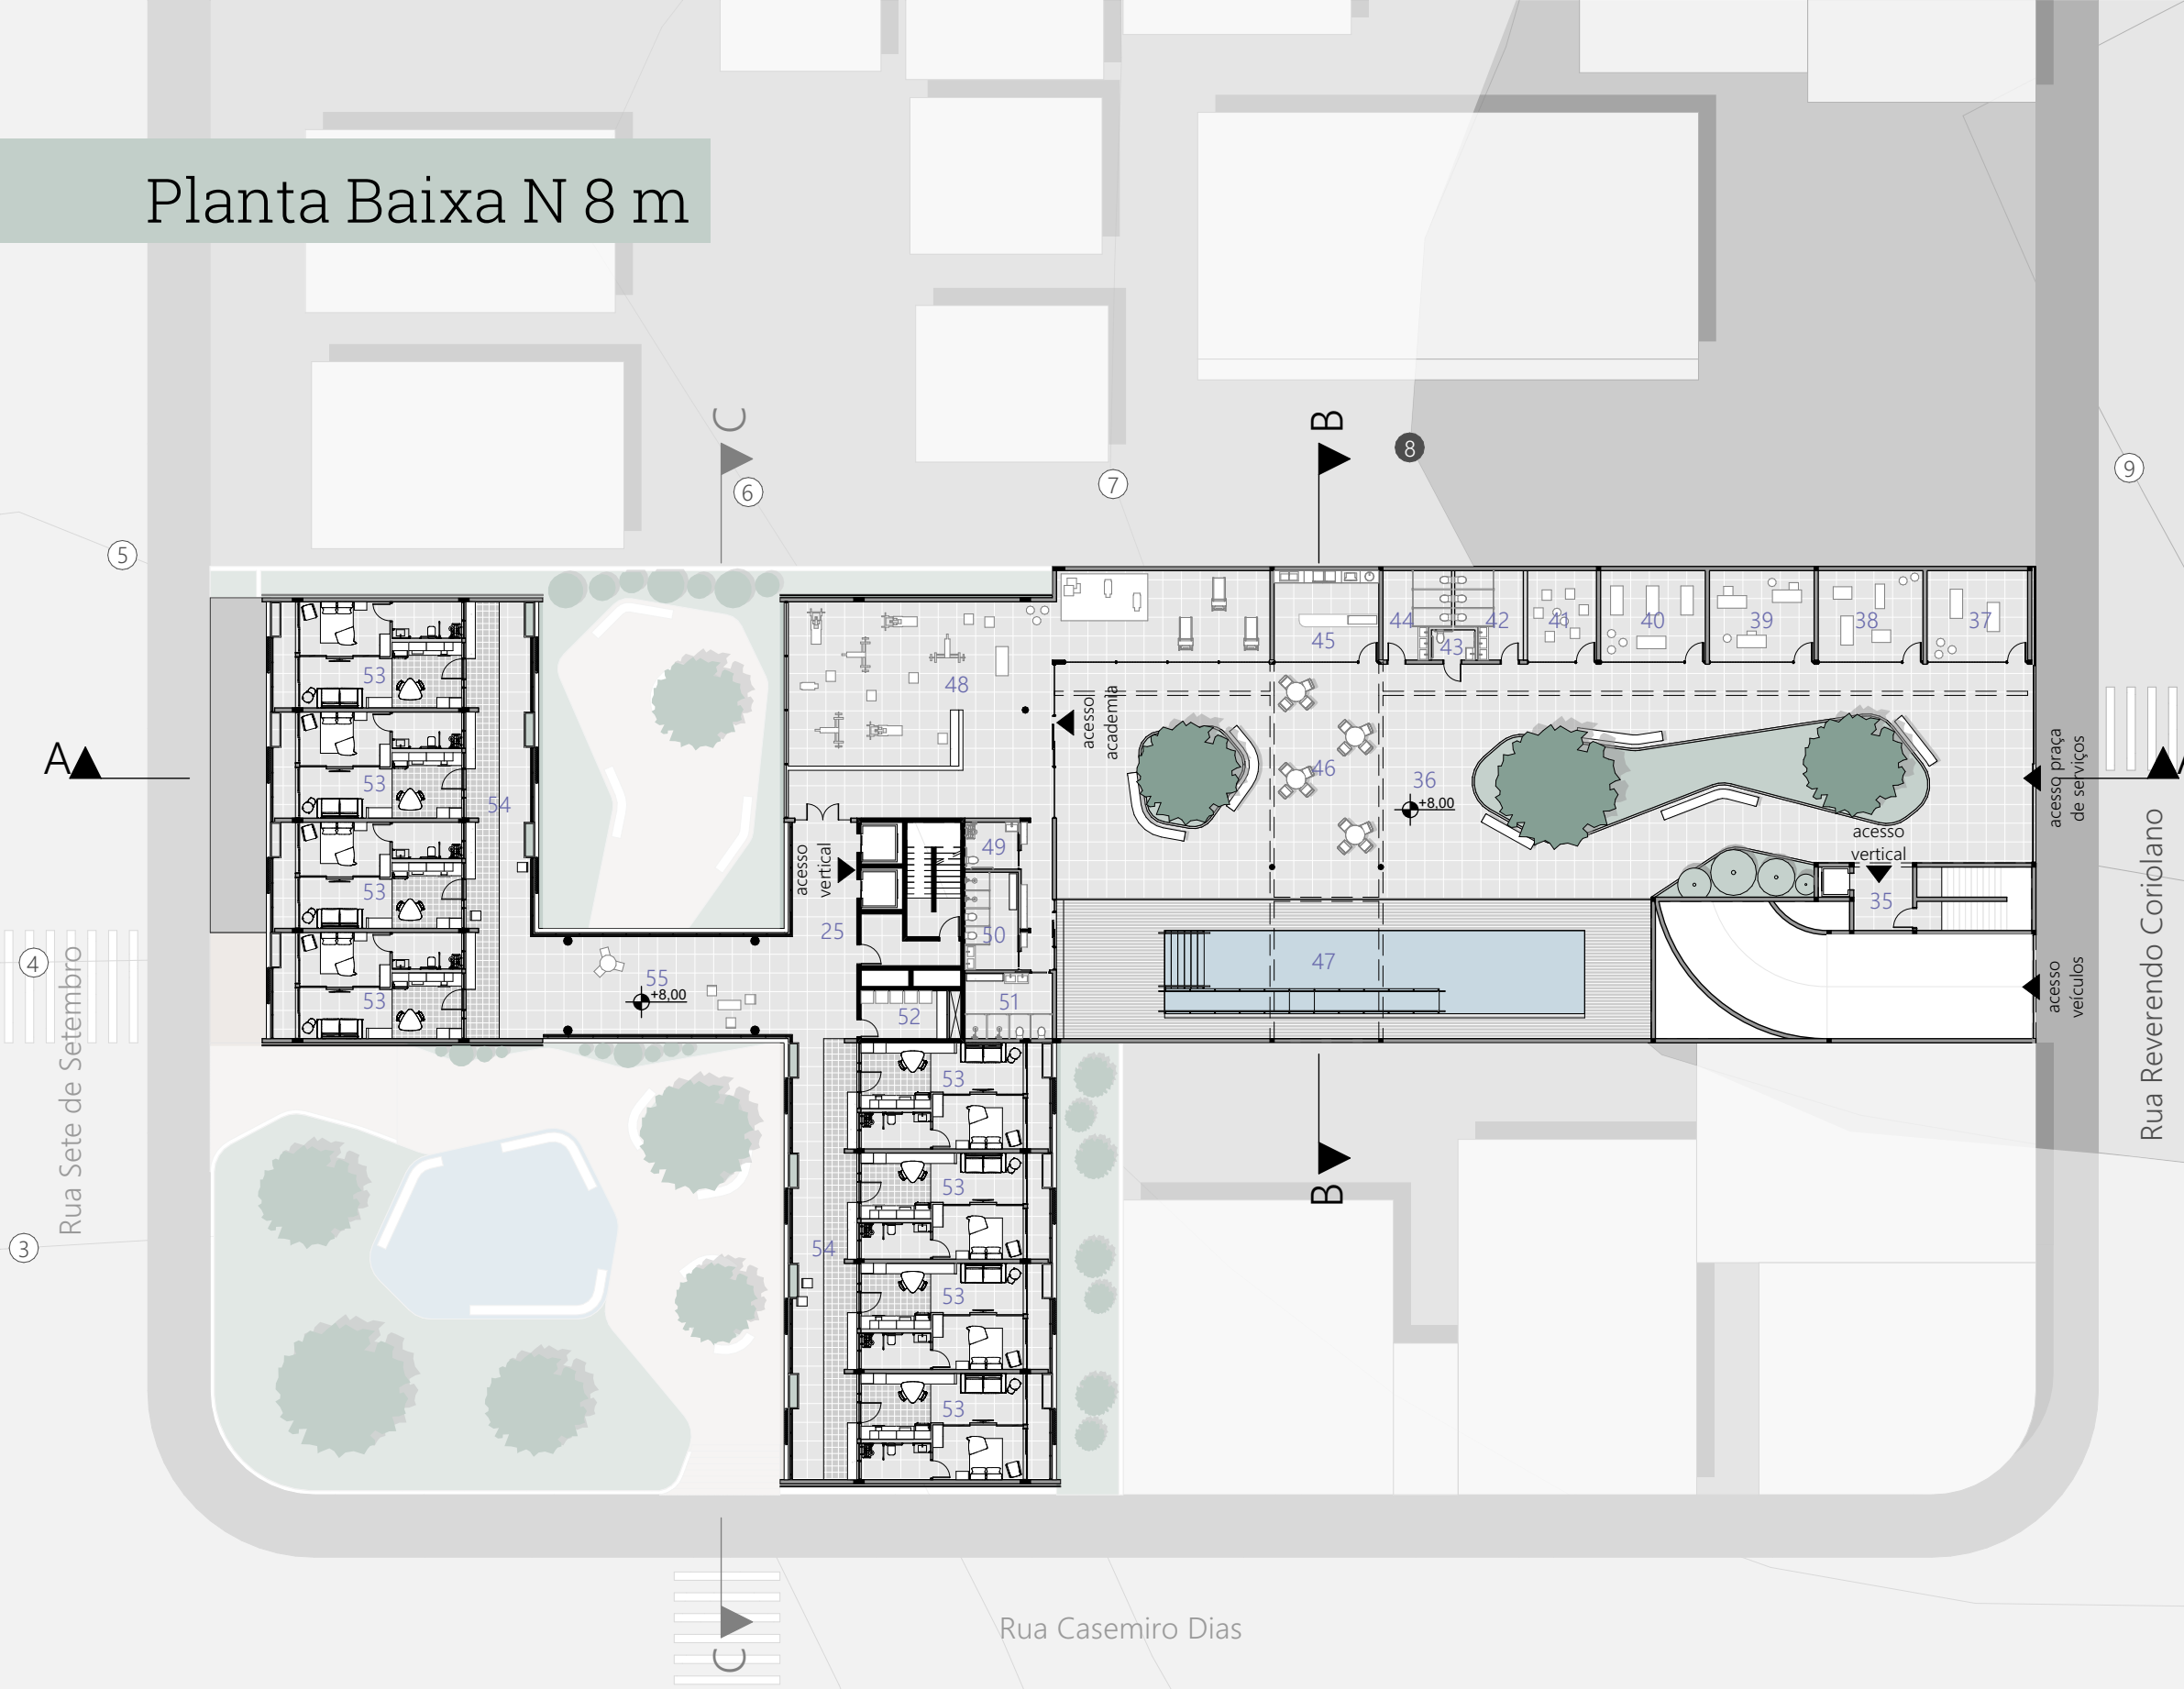 Planta Baixa N 8 m
C
B
8
9
6
7
5
44
42
41
40
39
38
37
45
43
53
48
acesso
academia
A
53
54
46
36
+8,00
acesso praça
de serviços
A
acesso
vertical
49
acesso
vertical
53
35
25
50
47
4
55
+8,00
53
51
52
acesso
veículos
Rua Sete de Setembro
Rua Reverendo Coriolano
53
53
B
54
3
53
53
Rua Casemiro Dias
C